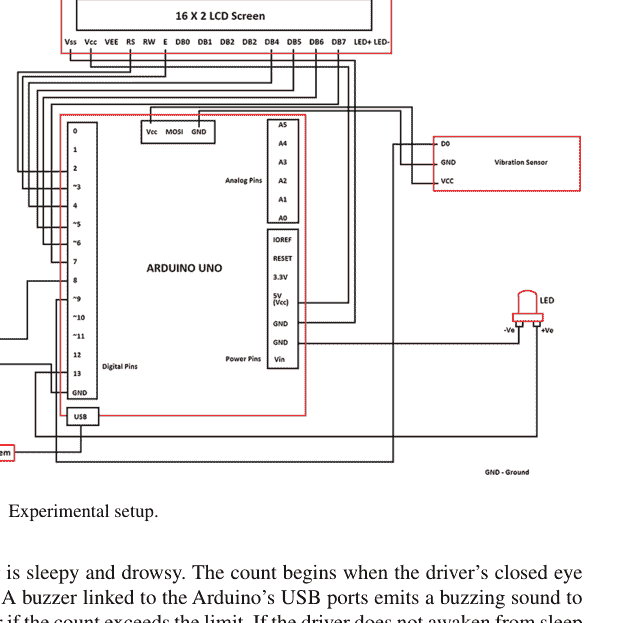 16 X 2 LCD Screen
Vss Vcc VEE RS RW E DB0 DB1 DB2 DB2 DB4 DB5 DB6 DB7 LED+ LED-
Vcc MOSI GND
0
1
2
~3
4
~5
~6
7
8
~9
~10
~11
12
13
GND
Digital Pins
USB
ARDUINO UNO
A5
A4
A3
A2
A1
A0
Analog Pins
IOREF
RESET
3.3V
5V
(Vcc)
GND
GND
Vin
Power Pins
D0
GND
VCC
Vibration Sensor
LED
-Ve +Ve
em
GND - Ground
Experimental setup.
is sleepy and drowsy. The count begins when the driver's closed eye
A buzzer linked to the Arduino's USB ports emits a buzzing sound to
if the count exceeds the limit. If the driver does not awaken from sleep